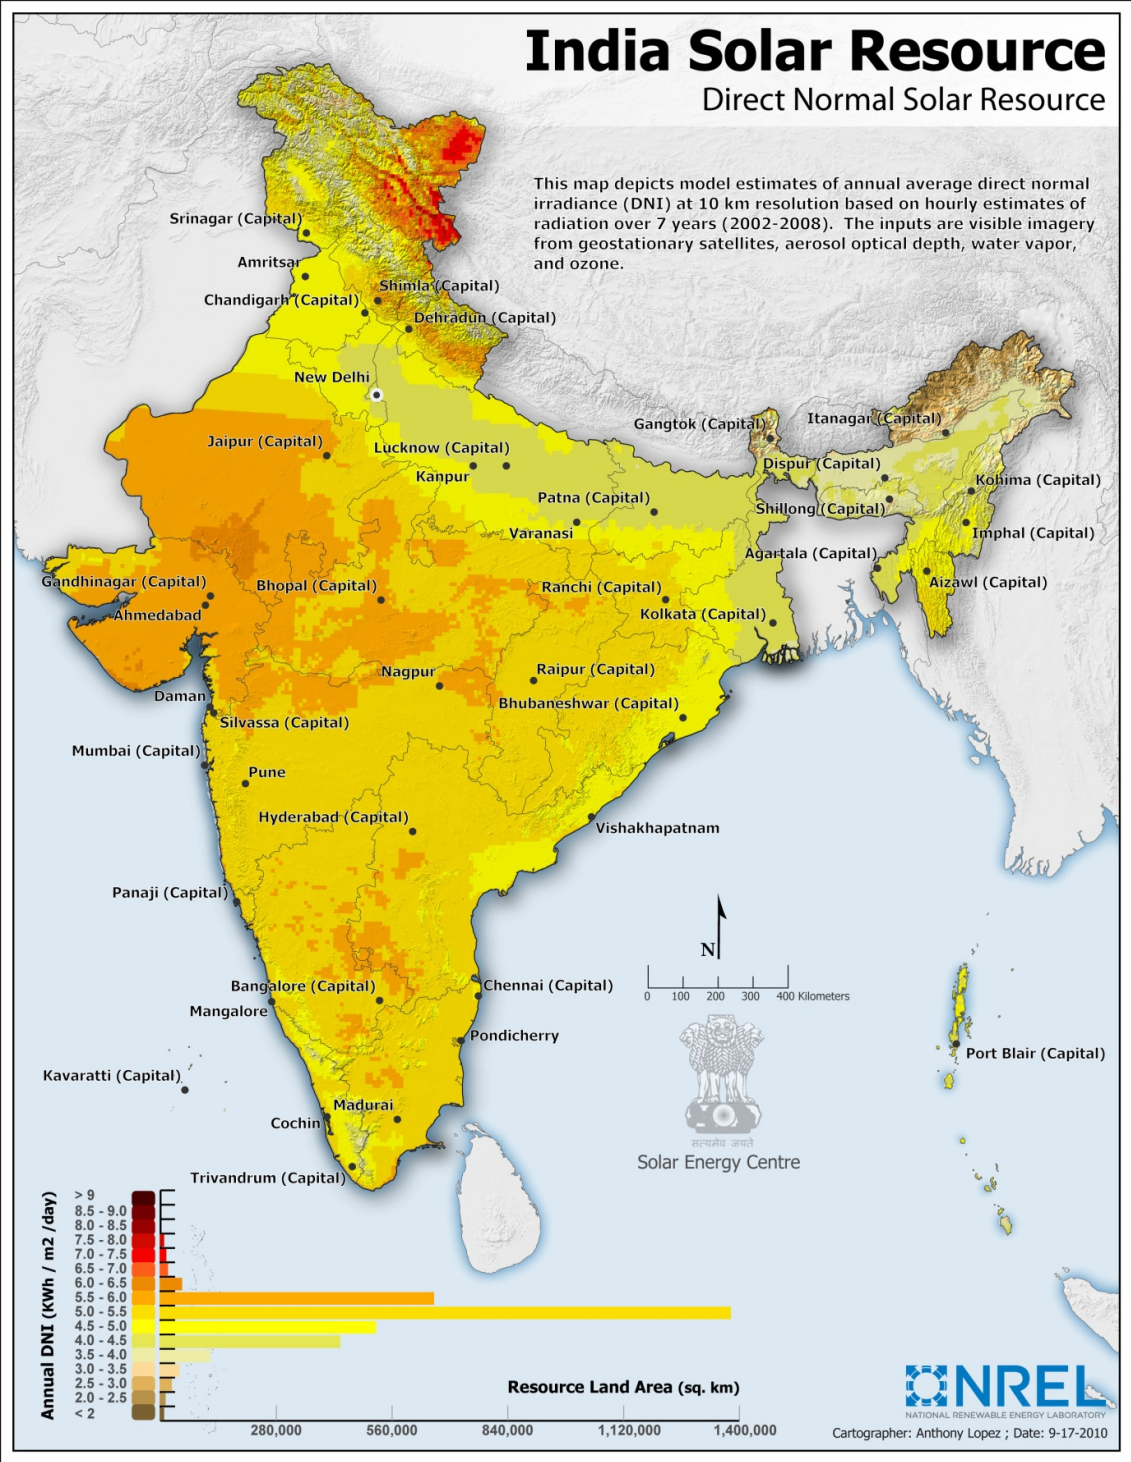 India Solar Resource
Direct Normal Solar Resource
This map depicts model estimates of annual average direct normal
irradiance (DNI) at 10 km resolution based on hourly estimates of
radiation over 7 years (2002-2008).  The inputs are visible imagery
from geostationary satellites, aerosol optical depth, water vapor,
and ozone.
Srinagar (Capital)
Amritsar
Shimla (Capital)
Chandigarh (Capital)
Dehradun (Capital)
New Delhi
Gangtok (Capital)
Itanagar (Capital)
Jaipur (Capital)
Lucknow (Capital)
Kanpur
Dispur (Capital)
Kohima (Capital)
Patna (Capital)
Shillong (Capital)
Varanasi
Imphal (Capital)
Agartala (Capital)
Gandhinagar (Capital)
Bhopal (Capital)
Ranchi (Capital)
Aizawl (Capital)
Ahmedabad
Kolkata (Capital)
Nagpur
Raipur (Capital)
Daman
Bhubaneshwar (Capital)
Silvassa (Capital)
Mumbai (Capital)
Pune
Hyderabad (Capital)
Vishakhapatnam
Panaji (Capital)
N
Bangalore (Capital)
Chennai (Capital)
0 100 200 300 400 Kilometers
Mangalore
Pondicherry
Port Blair (Capital)
Kavaratti (Capital)
Madurai
Cochin
सत्यमेव जयते
Solar Energy Centre
Trivandrum (Capital)
Annual DNI (KWh / m2 /day)
> 9
8.5 - 9.0
8.0 - 8.5
7.5 - 8.0
7.0 - 7.5
6.5 - 7.0
6.0 - 6.5
5.5 - 6.0
5.0 - 5.5
4.5 - 5.0
4.0 - 4.5
3.5 - 4.0
3.0 - 3.5
2.5 - 3.0
2.0 - 2.5
< 2
Resource Land Area (sq. km)
280,000 560,000 840,000 1,120,000 1,400,000
NREL
NATIONAL RENEWABLE ENERGY LABORATORY
Cartographer: Anthony Lopez ; Date: 9-17-2010